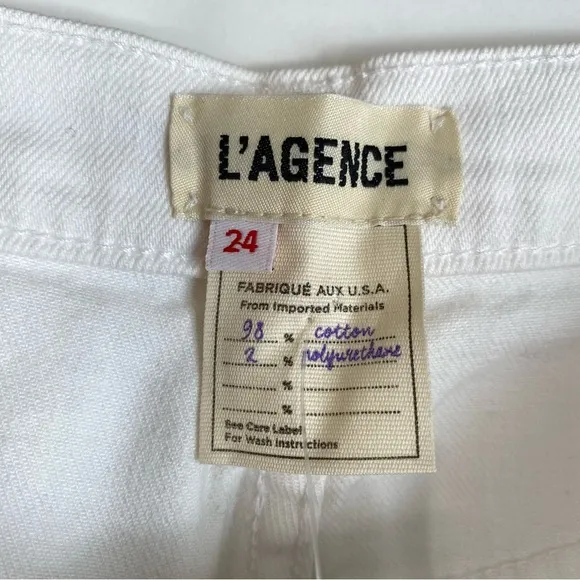 L'AGENCE
24
FABRIQUÉ AUX U.S.A.
From Imported Materials
98 % cotton
2 % polyurethane
%
%
See Care Label
For Wash Instructions